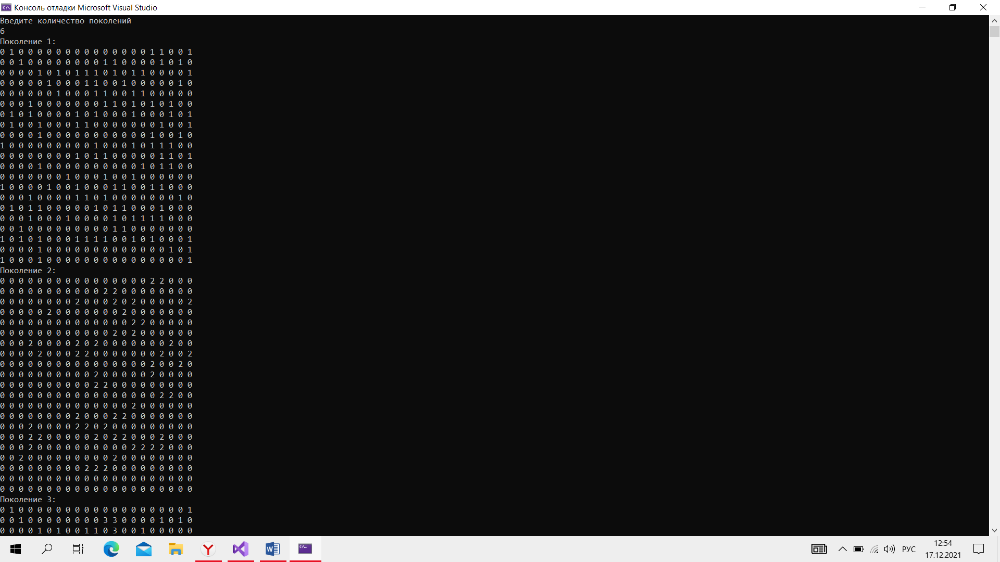 Консоль отладки Microsoft Visual Studio
Введите количество поколений
6
Поколение 1:
0 1 0 0 0 0 0 0 0 0 0 0 0 0 0 0 1 1 0 0 1
0 0 1 0 0 0 0 0 0 0 0 1 1 0 0 0 0 1 0 1 0
0 0 0 0 1 0 1 0 1 1 1 0 1 0 1 1 0 0 0 0 1
0 0 0 0 0 1 0 0 0 1 1 0 0 1 0 0 0 0 0 1 0
0 0 0 0 0 0 1 0 0 0 1 1 0 0 1 1 0 0 0 0 0
0 0 0 1 0 0 0 0 0 0 0 1 1 0 1 0 1 0 1 0 0
0 1 0 1 0 0 0 0 1 0 1 0 0 0 1 0 0 0 1 0 1
0 1 0 0 1 0 0 0 1 1 0 0 0 0 0 0 0 1 0 0 1
0 0 0 0 1 0 0 0 0 0 0 0 0 0 0 0 1 0 0 1 0
1 0 0 0 0 0 0 0 0 0 1 0 0 0 1 0 1 1 1 0 0
0 0 0 0 0 0 0 0 1 0 1 1 0 0 0 0 0 1 1 0 1
0 0 0 0 1 0 0 0 0 0 0 0 0 0 0 1 0 1 1 0 0
0 0 0 0 0 0 0 1 0 0 0 1 0 0 1 0 0 0 0 0 0
1 0 0 0 0 1 0 0 1 0 0 0 1 1 0 0 1 1 0 0 0
0 0 0 1 0 0 0 0 1 1 0 1 0 0 0 0 0 0 0 1 0
0 1 0 1 1 0 0 0 0 0 1 0 1 1 0 0 0 1 0 0 0
0 0 0 1 0 0 0 1 0 0 0 0 1 0 1 1 1 1 0 0 0
0 0 1 0 0 0 0 0 0 0 0 0 1 1 0 0 0 0 0 0 0
1 0 1 0 1 0 0 0 1 1 1 1 0 0 1 0 1 0 0 0 1
0 0 0 0 1 0 0 0 0 0 0 0 0 0 0 0 0 0 1 0 1
1 0 0 0 1 0 0 0 0 0 0 0 0 0 0 0 0 0 0 0 1
Поколение 2:
0 0 0 0 0 0 0 0 0 0 0 0 0 0 0 0 2 2 0 0 0
0 0 0 0 0 0 0 0 0 0 0 2 2 0 0 0 0 0 0 0 0
0 0 0 0 0 0 0 0 2 0 0 0 2 0 2 0 0 0 0 0 2
0 0 0 0 0 2 0 0 0 0 0 0 0 2 0 0 0 0 0 0 0
0 0 0 0 0 0 0 0 0 0 0 0 0 0 2 2 0 0 0 0 0
0 0 0 0 0 0 0 0 0 0 0 0 2 0 2 0 0 0 0 0 0
0 0 0 2 0 0 0 0 2 0 2 0 0 0 0 0 0 0 2 0 0
0 0 0 0 2 0 0 0 2 2 0 0 0 0 0 0 0 2 0 0 2
0 0 0 0 0 0 0 0 0 0 0 0 0 0 0 0 2 0 0 2 0
0 0 0 0 0 0 0 0 0 0 2 0 0 0 0 0 2 0 0 0 0
0 0 0 0 0 0 0 0 0 0 2 2 0 0 0 0 0 0 0 0 0
0 0 0 0 0 0 0 0 0 0 0 0 0 0 0 0 0 2 2 0 0
0 0 0 0 0 0 0 0 0 0 0 0 0 0 2 0 0 0 0 0 0
0 0 0 0 0 0 0 0 2 0 0 0 2 2 0 0 0 0 0 0 0
0 0 0 2 0 0 0 0 2 2 0 2 0 0 0 0 0 0 0 0 0
0 0 0 2 2 0 0 0 0 0 2 0 2 2 0 0 0 2 0 0 0
0 0 0 2 0 0 0 0 0 0 0 0 0 0 2 2 2 2 0 0 0
0 0 2 0 0 0 0 0 0 0 0 0 2 0 0 0 0 0 0 0 0
0 0 0 0 0 0 0 0 0 2 2 2 0 0 0 0 0 0 0 0 0
0 0 0 0 0 0 0 0 0 0 0 0 0 0 0 0 0 0 0 0 0
0 0 0 0 0 0 0 0 0 0 0 0 0 0 0 0 0 0 0 0 0
Поколение 3:
0 1 0 0 0 0 0 0 0 0 0 0 0 0 0 0 0 0 0 0 1
0 0 1 0 0 0 0 0 0 0 0 3 3 0 0 0 0 1 0 1 0
0 0 0 0 1 0 1 0 0 1 1 0 3 0 0 1 0 0 0 0 0
РУС
12:54
17.12.2021